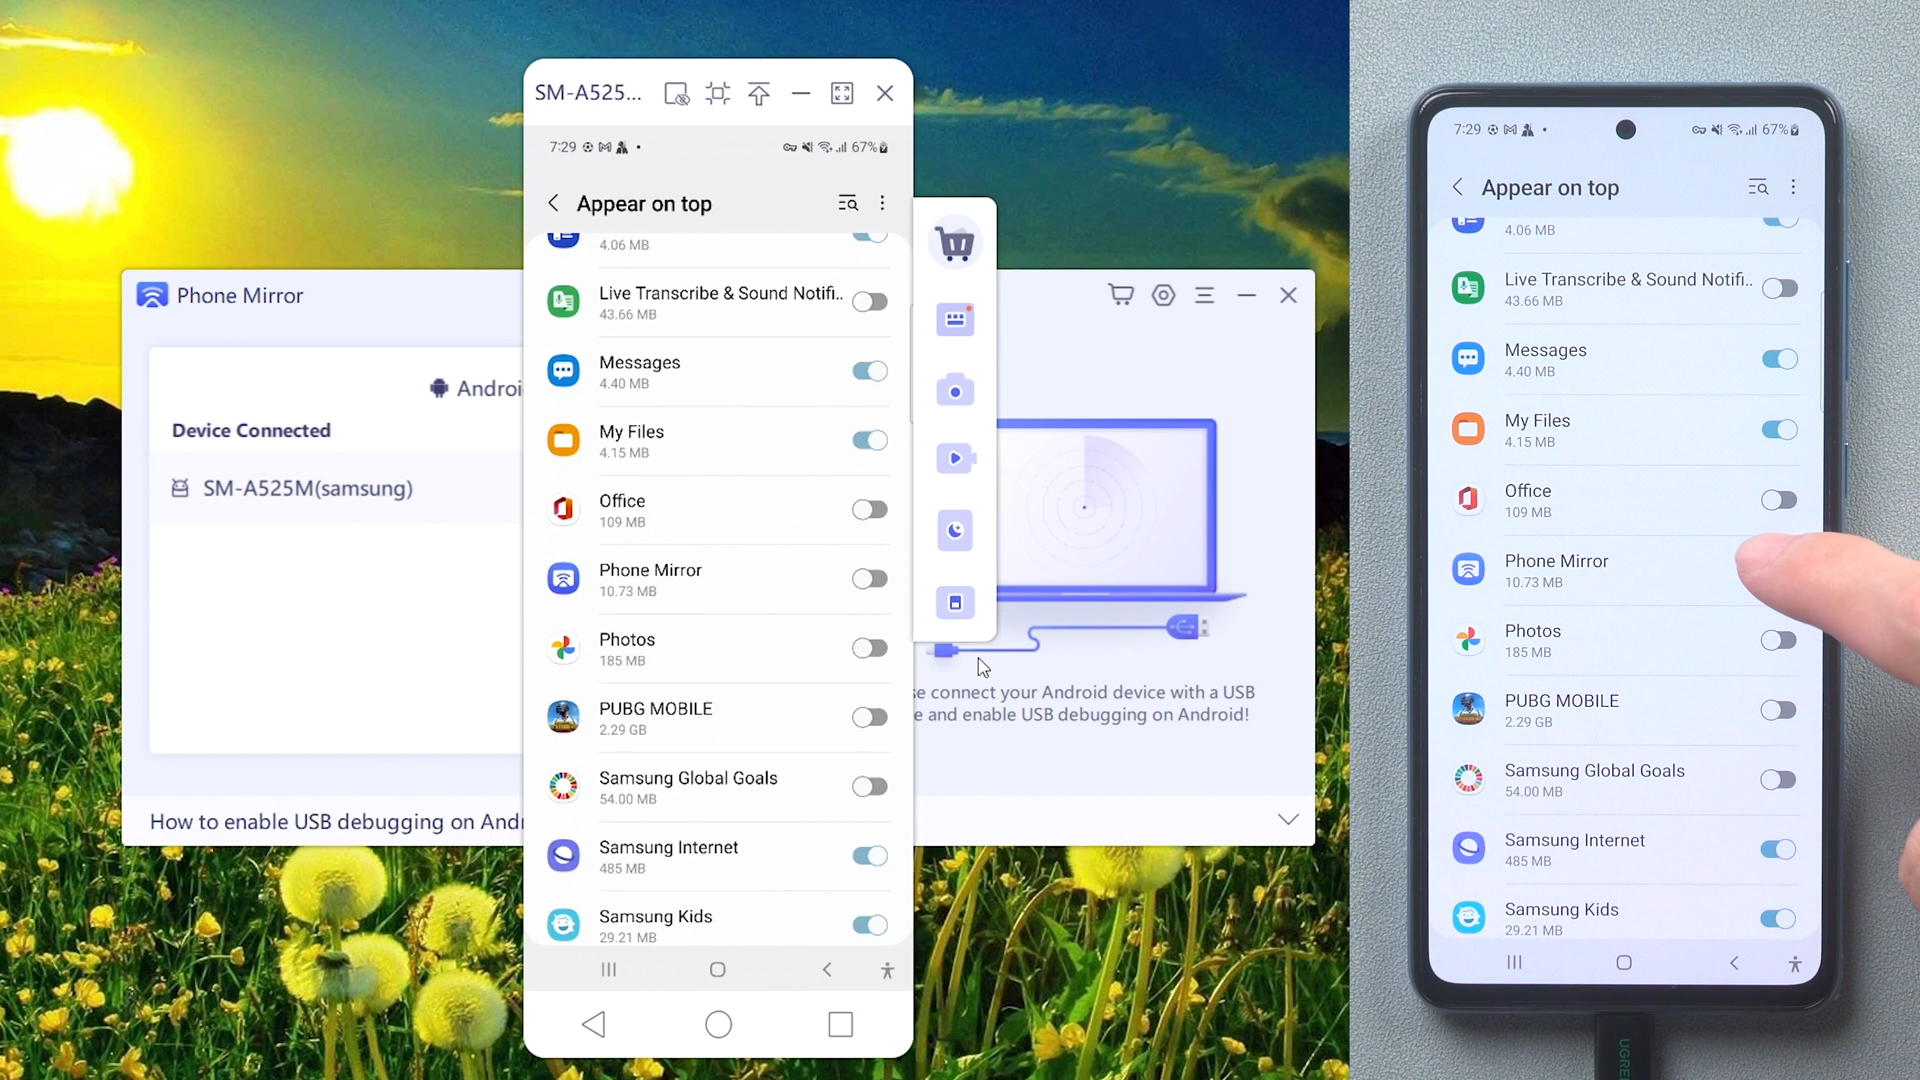 SM-A525...
7:29
67%
Appear on top
4.06 MB
Live Transcribe & Sound Notifi..
43.66 MB
Messages
4.40 MB
My Files
4.15 MB
Office
109 MB
Phone Mirror
10.73 MB
Photos
185 MB
PUBG MOBILE
2.29 GB
Samsung Global Goals
54.00 MB
Samsung Internet
485 MB
Samsung Kids
29.21 MB
Phone Mirror
Androi
Device Connected
SM-A525M(samsung)
How to enable USB debugging on Andr
se connect your Android device with a USB
e and enable USB debugging on Android!
7:29
67%
Appear on top
4.06 MB
Live Transcribe & Sound Notifi..
43.66 MB
Messages
4.40 MB
My Files
4.15 MB
Office
109 MB
Phone Mirror
10.73 MB
Photos
185 MB
PUBG MOBILE
2.29 GB
Samsung Global Goals
54.00 MB
Samsung Internet
485 MB
Samsung Kids
29.21 MB
UGRE